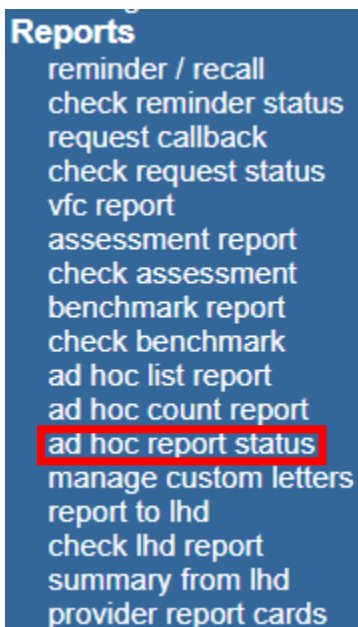 Reports
reminder / recall
check reminder status
request callback
check request status
vfc report
assessment report
check assessment
benchmark report
check benchmark
ad hoc list report
ad hoc count report
ad hoc report status
manage custom letters
report to lhd
check lhd report
summary from lhd
provider report cards